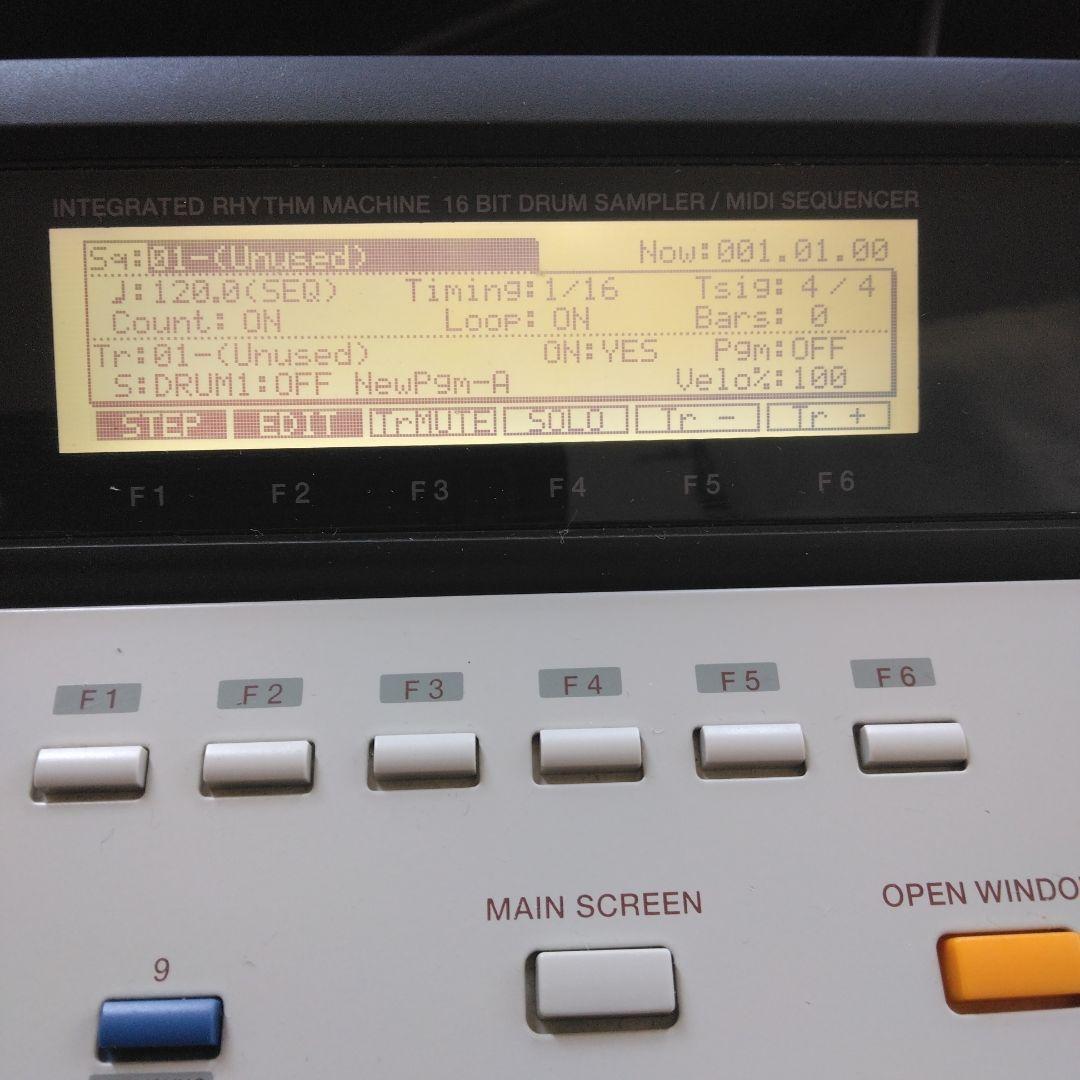 INTEGRATED RHYTHM MACHINE 16 BIT DRUM SAMPLER / MIDI SEQUENCER
Sq:01-(Unused) Now:001.01.00
♩:120.0(SEQ) Timing:1/16 Tsig: 4 / 4
Count: ON Loop: ON Bars: 0
Tr:01-(Unused) ON:YES Pgm:OFF
S:DRUM1:OFF NewPgm-A Velo%:100
STEP EDIT TrMUTE SOLO Tr - Tr +
F1 F2 F3 F4 F5 F6
F1 F2 F3 F4 F5 F6
MAIN SCREEN OPEN WINDO
9